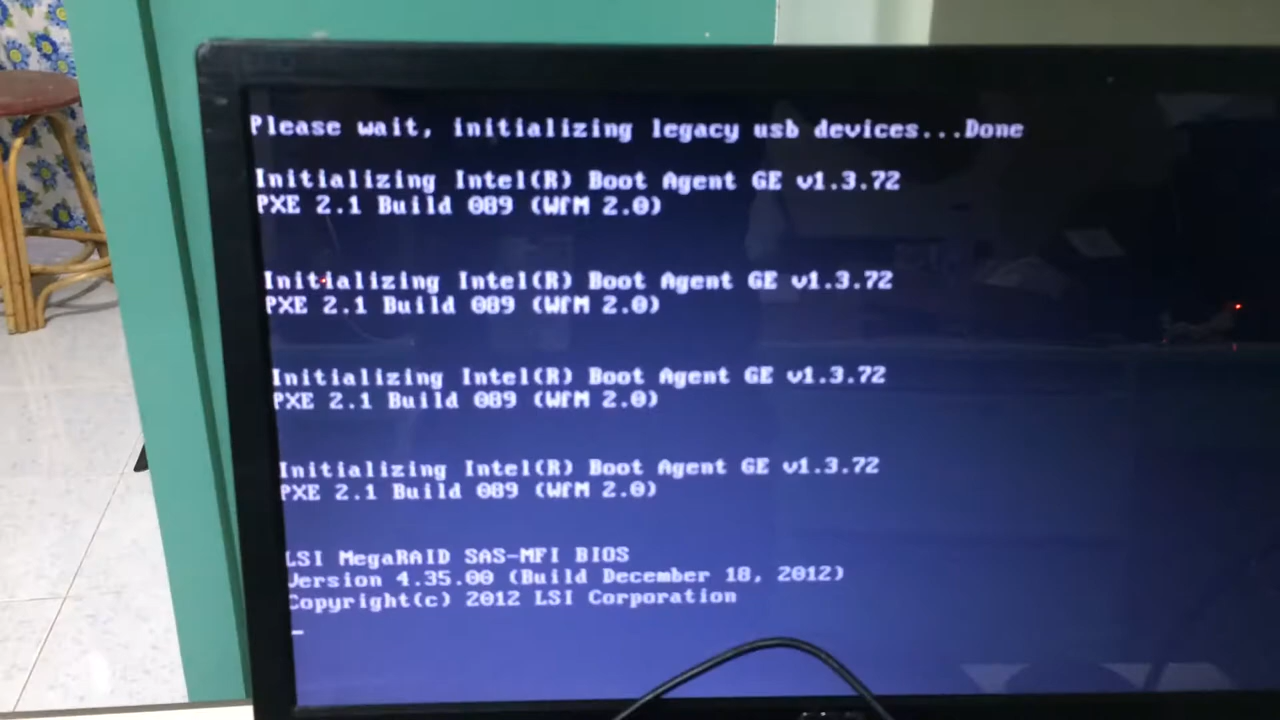 Please wait, initializing legacy usb devices...Done
Initializing Intel(R) Boot Agent GE v1.3.72
PXE 2.1 Build 089 (WfM 2.0)
Initializing Intel(R) Boot Agent GE v1.3.72
PXE 2.1 Build 089 (WfM 2.0)
Initializing Intel(R) Boot Agent GE v1.3.72
PXE 2.1 Build 089 (WfM 2.0)
Initializing Intel(R) Boot Agent GE v1.3.72
PXE 2.1 Build 089 (WfM 2.0)
LSI MegaRAID SAS-MFI BIOS
Version 4.35.00 (Build December 18, 2012)
Copyright(c) 2012 LSI Corporation